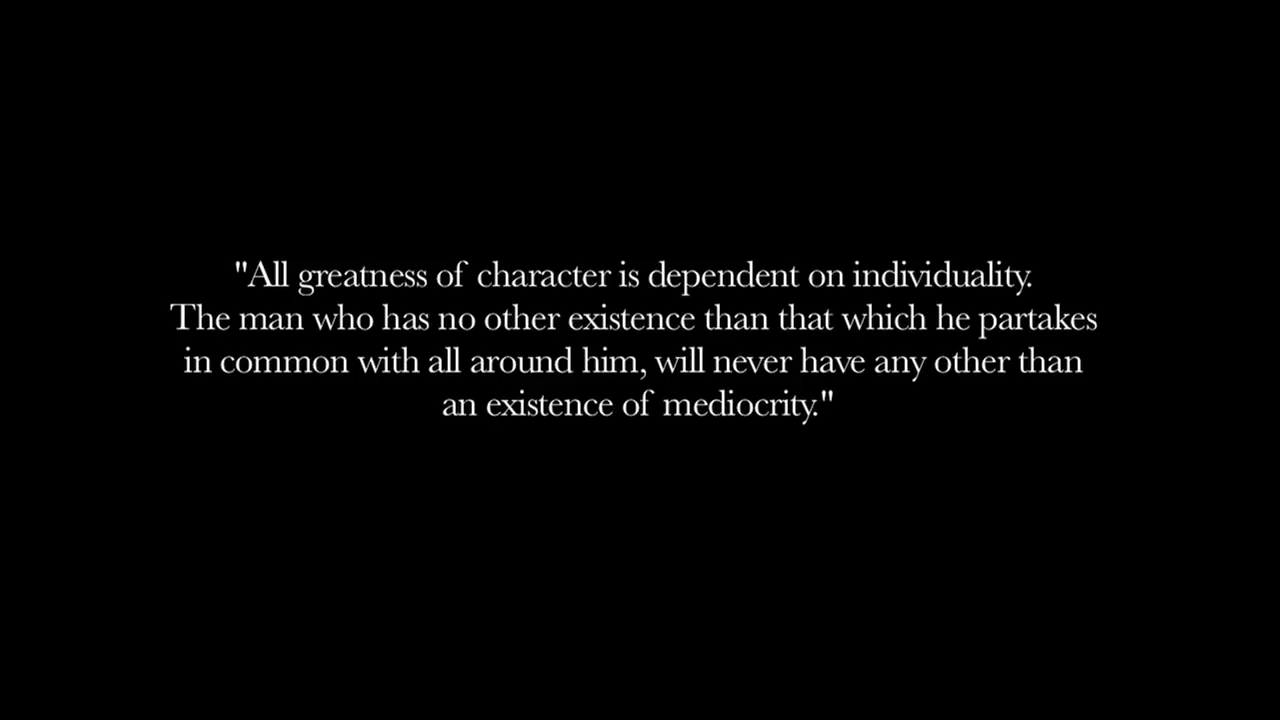 "All greatness of character is dependent on individuality.
The man who has no other existence than that which he partakes
in common with all around him, will never have any other than
an existence of mediocrity."